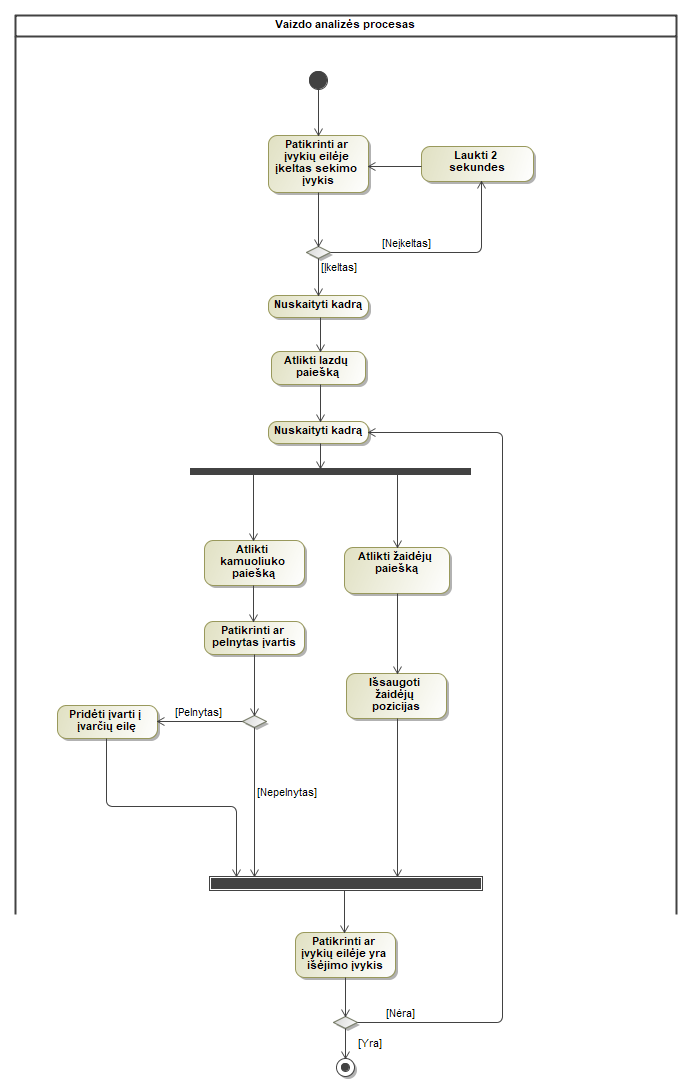 Vaizdo analizės procesas
Patikrinti ar
įvykių eilėje
įkeltas sekimo
įvykis
Laukti 2
sekundes
[Neįkeltas]
[Įkeltas]
Nuskaityti kadrą
Atlikti lazdų
paiešką
Nuskaityti kadrą
Atlikti
kamuoliuko
paiešką
Atlikti žaidėjų
paiešką
Patikrinti ar
pelnytas įvartis
Išsaugoti
žaidėjų
pozicijas
Pridėti įvarti į
įvarčių eilę
[Pelnytas]
[Nepelnytas]
Patikrinti ar
įvykių eilėje yra
išėjimo įvykis
[Nėra]
[Yra]